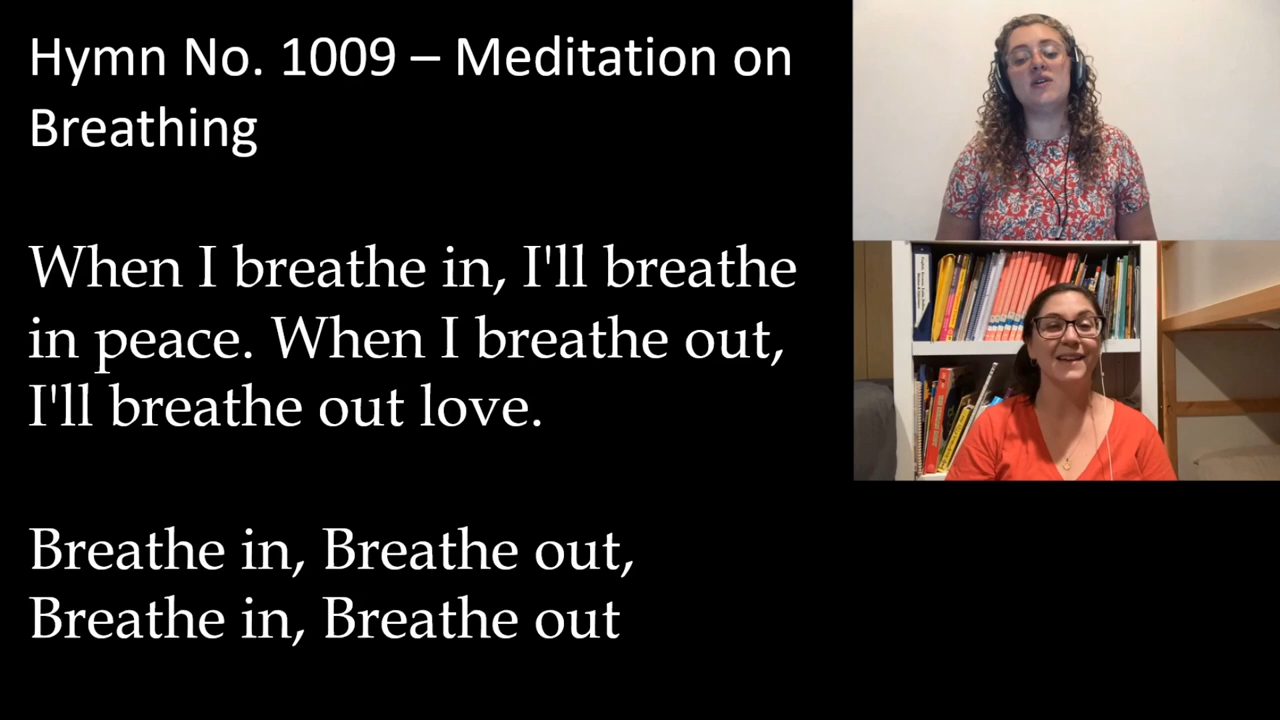 Hymn No. 1009 – Meditation on
Breathing
When I breathe in, I'll breathe
in peace. When I breathe out,
I'll breathe out love.
Breathe in, Breathe out,
Breathe in, Breathe out